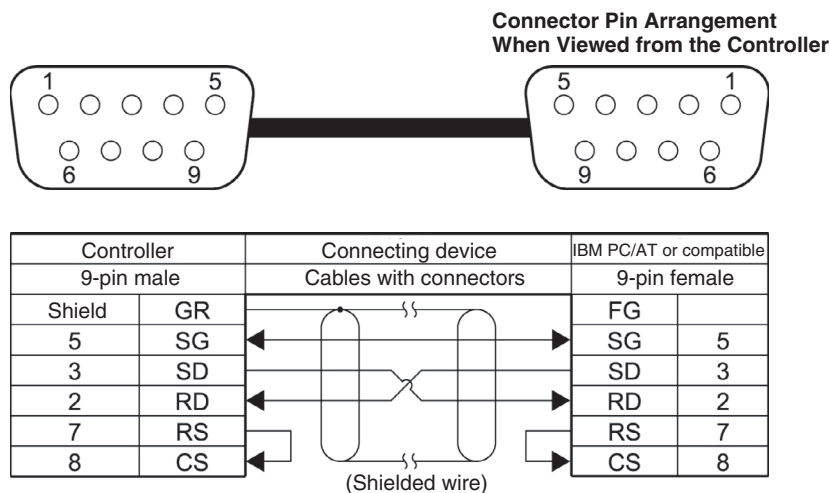 Connector Pin Arrangement
When Viewed from the Controller
1 5 5 1
6 9 9 6
Controller Connecting device IBM PC/AT or compatible
9-pin male Cables with connectors 9-pin female
Shield GR FG
5 SG SG 5
3 SD SD 3
2 RD RD 2
7 RS RS 7
8 CS CS 8
(Shielded wire)